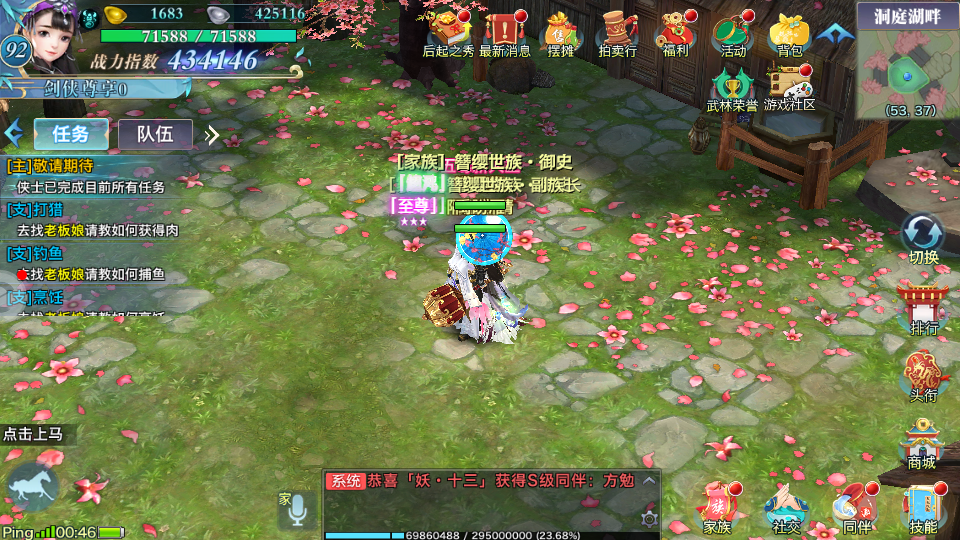 1683
425116
71588 / 71588
92
战力指数 434146
剑侠尊享0
后起之秀
最新消息
摆摊
拍卖行
福利
活动
背包
武林荣誉
游戏社区
洞庭湖畔
(53, 37)
任务
队伍
[主]敬请期待
侠士已完成目前所有任务
[支]打猎
去找老板娘请教如何获得肉
[支]钓鱼
去找老板娘请教如何捕鱼
[支]烹饪
[家族] 簪缨世族·御史
簪缨世族·副族长
[至尊]
切换
排行
头衔
商城
点击上马
家
系统 恭喜「妖·十三」获得S级同伴：方勉
69860488 / 295000000 (23.68%)
家族
社交
同伴
技能
Ping
00:46